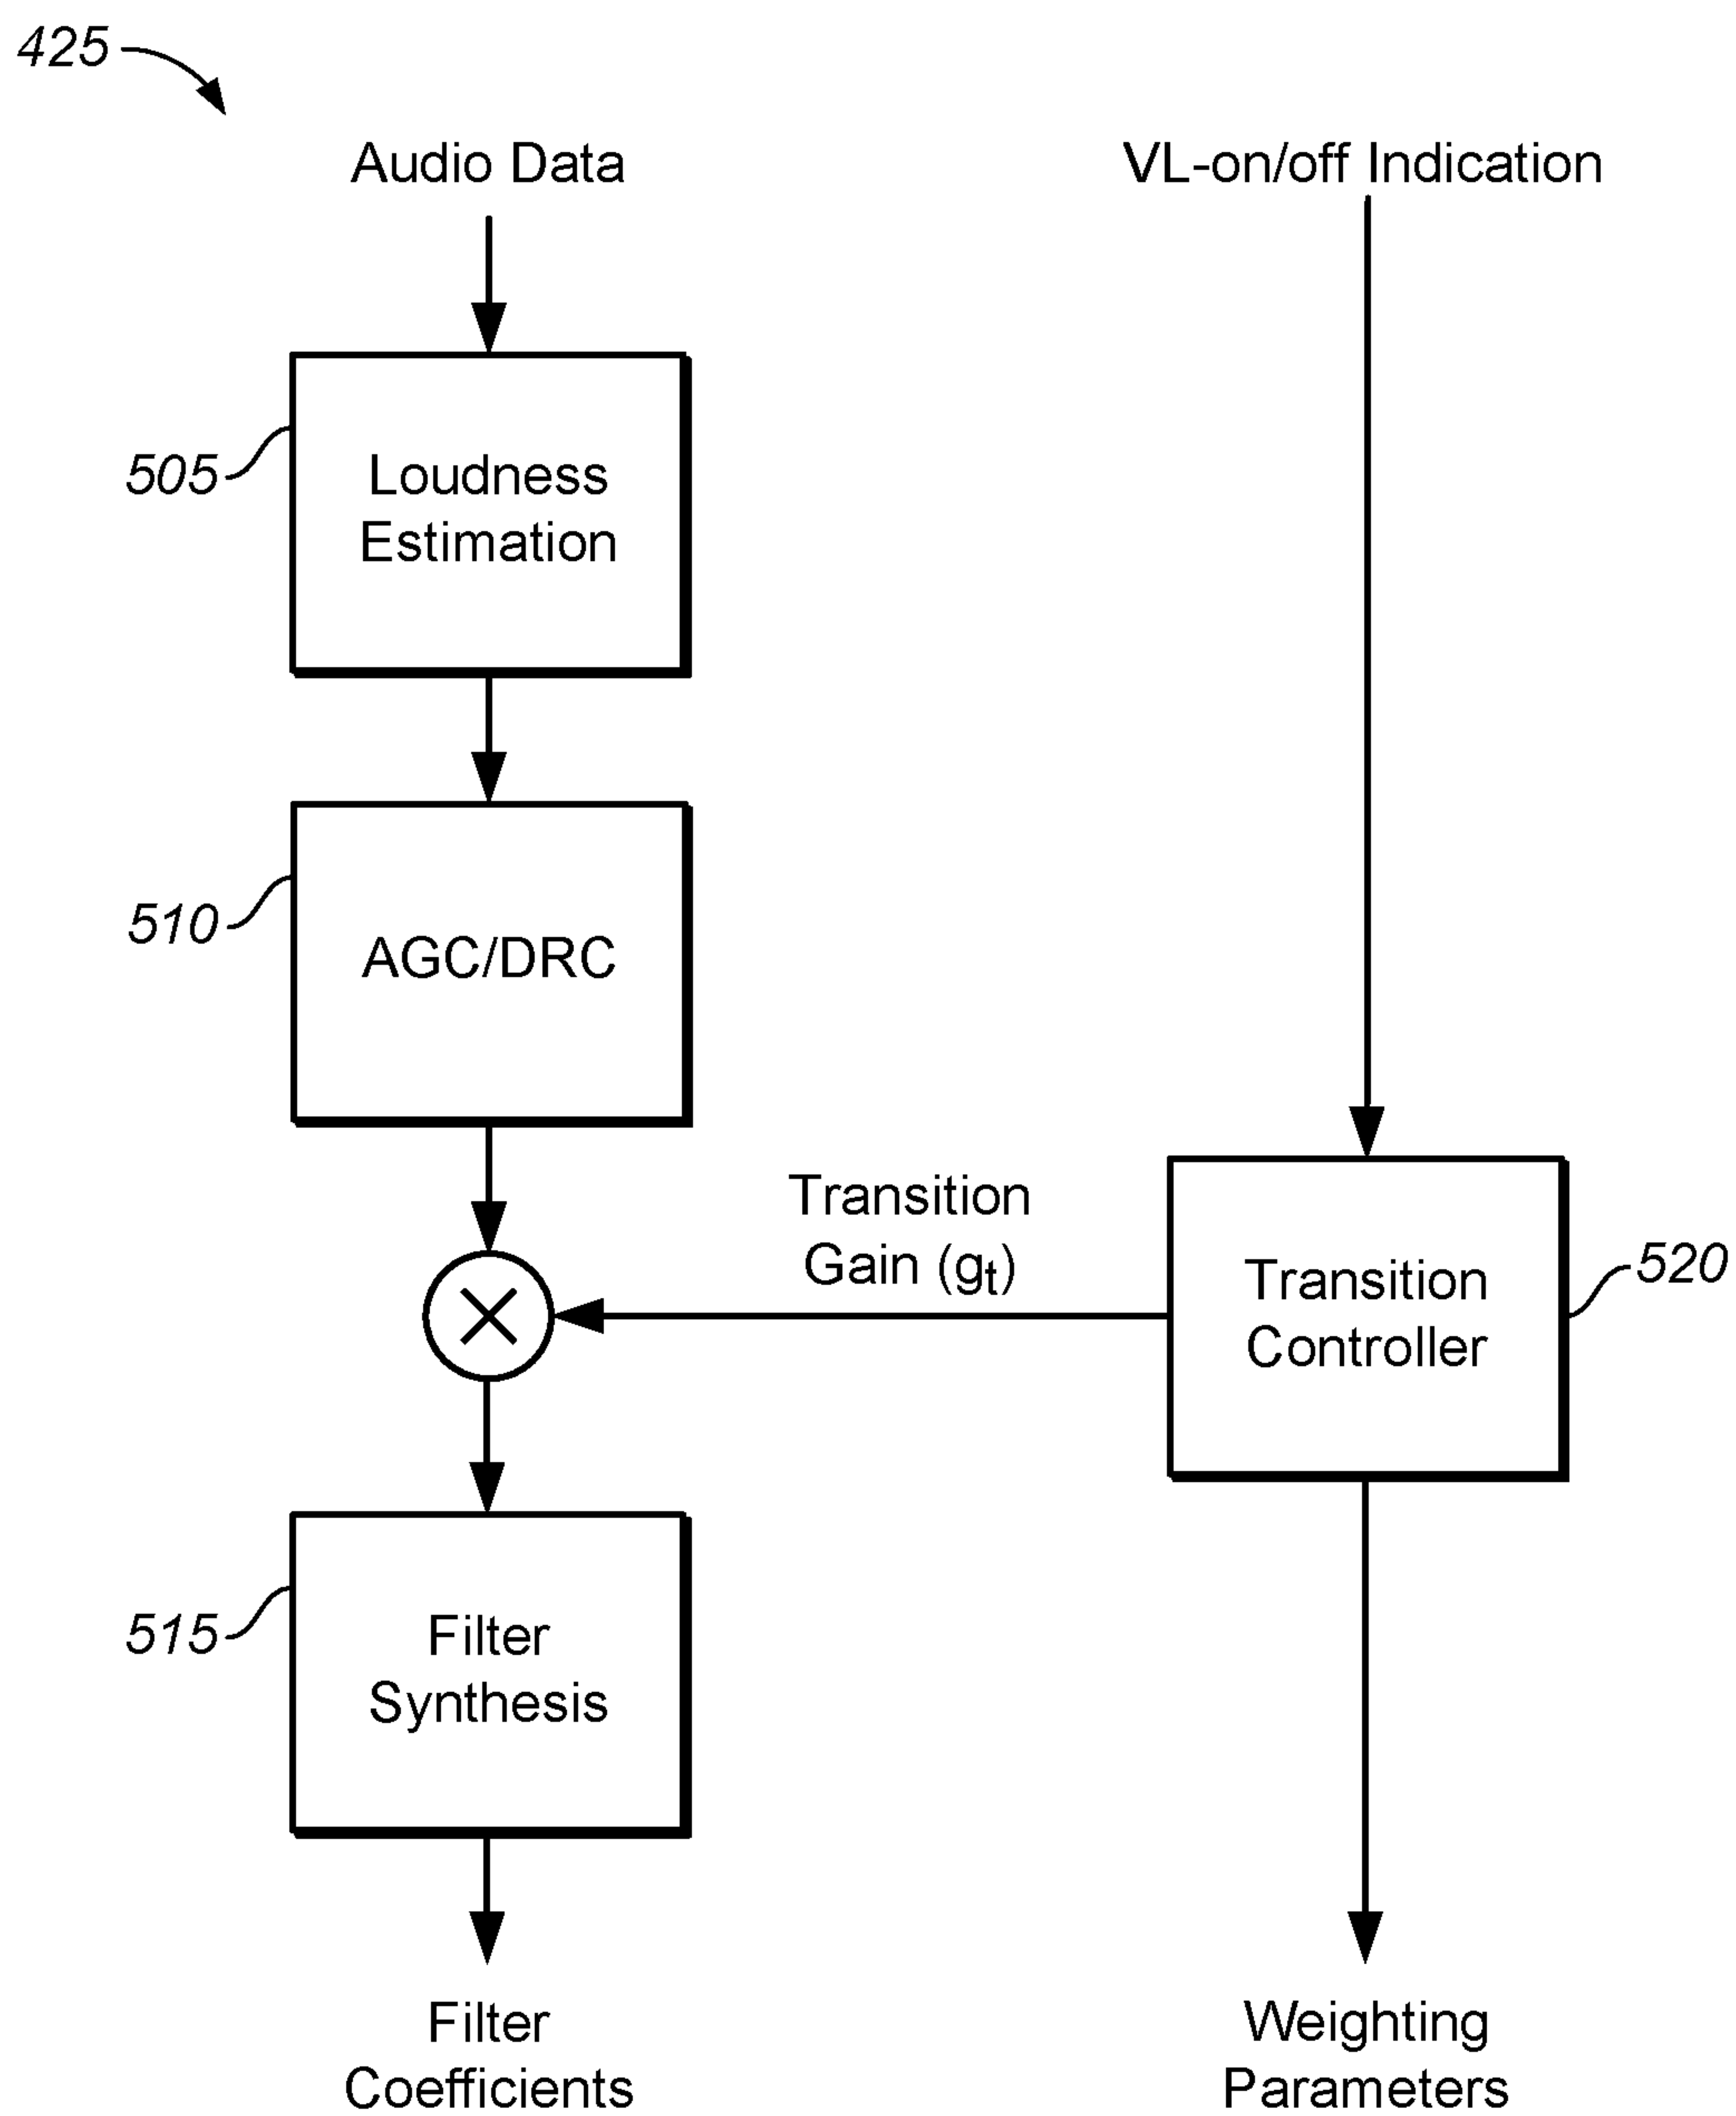 425
Audio Data
VL-on/off Indication
505
Loudness
Estimation
510
AGC/DRC
Transition
Gain (gt)
Transition
Controller
520
515
Filter
Synthesis
Filter
Coefficients
Weighting
Parameters